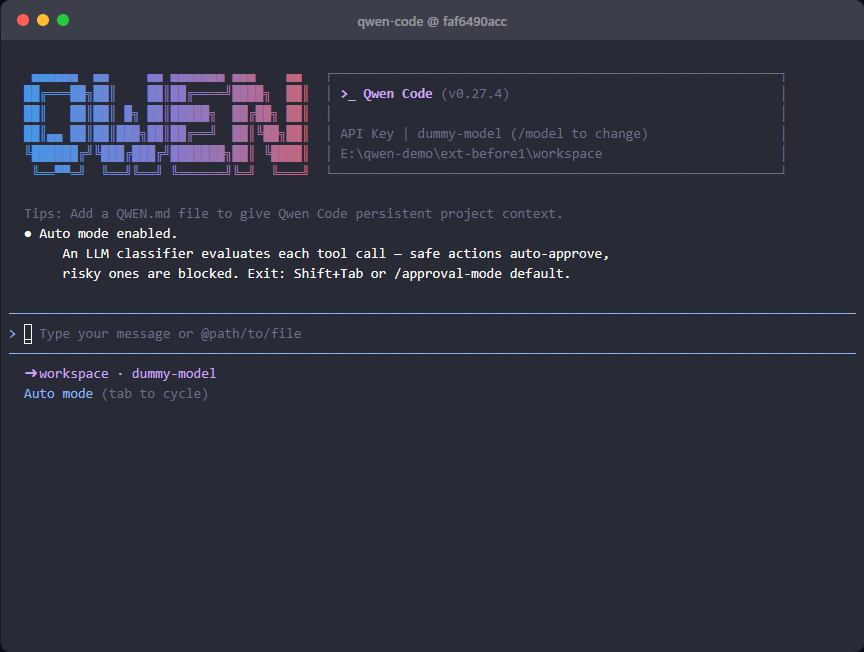 qwen-code @ faf6490acc
QWEN
>_ Qwen Code (v0.27.4)
API Key | dummy-model (/model to change)
E:\qwen-demo\ext-before1\workspace
Tips: Add a QWEN.md file to give Qwen Code persistent project context.
● Auto mode enabled.
An LLM classifier evaluates each tool call — safe actions auto-approve,
risky ones are blocked. Exit: Shift+Tab or /approval-mode default.
> Type your message or @path/to/file
➜workspace · dummy-model
Auto mode (tab to cycle)